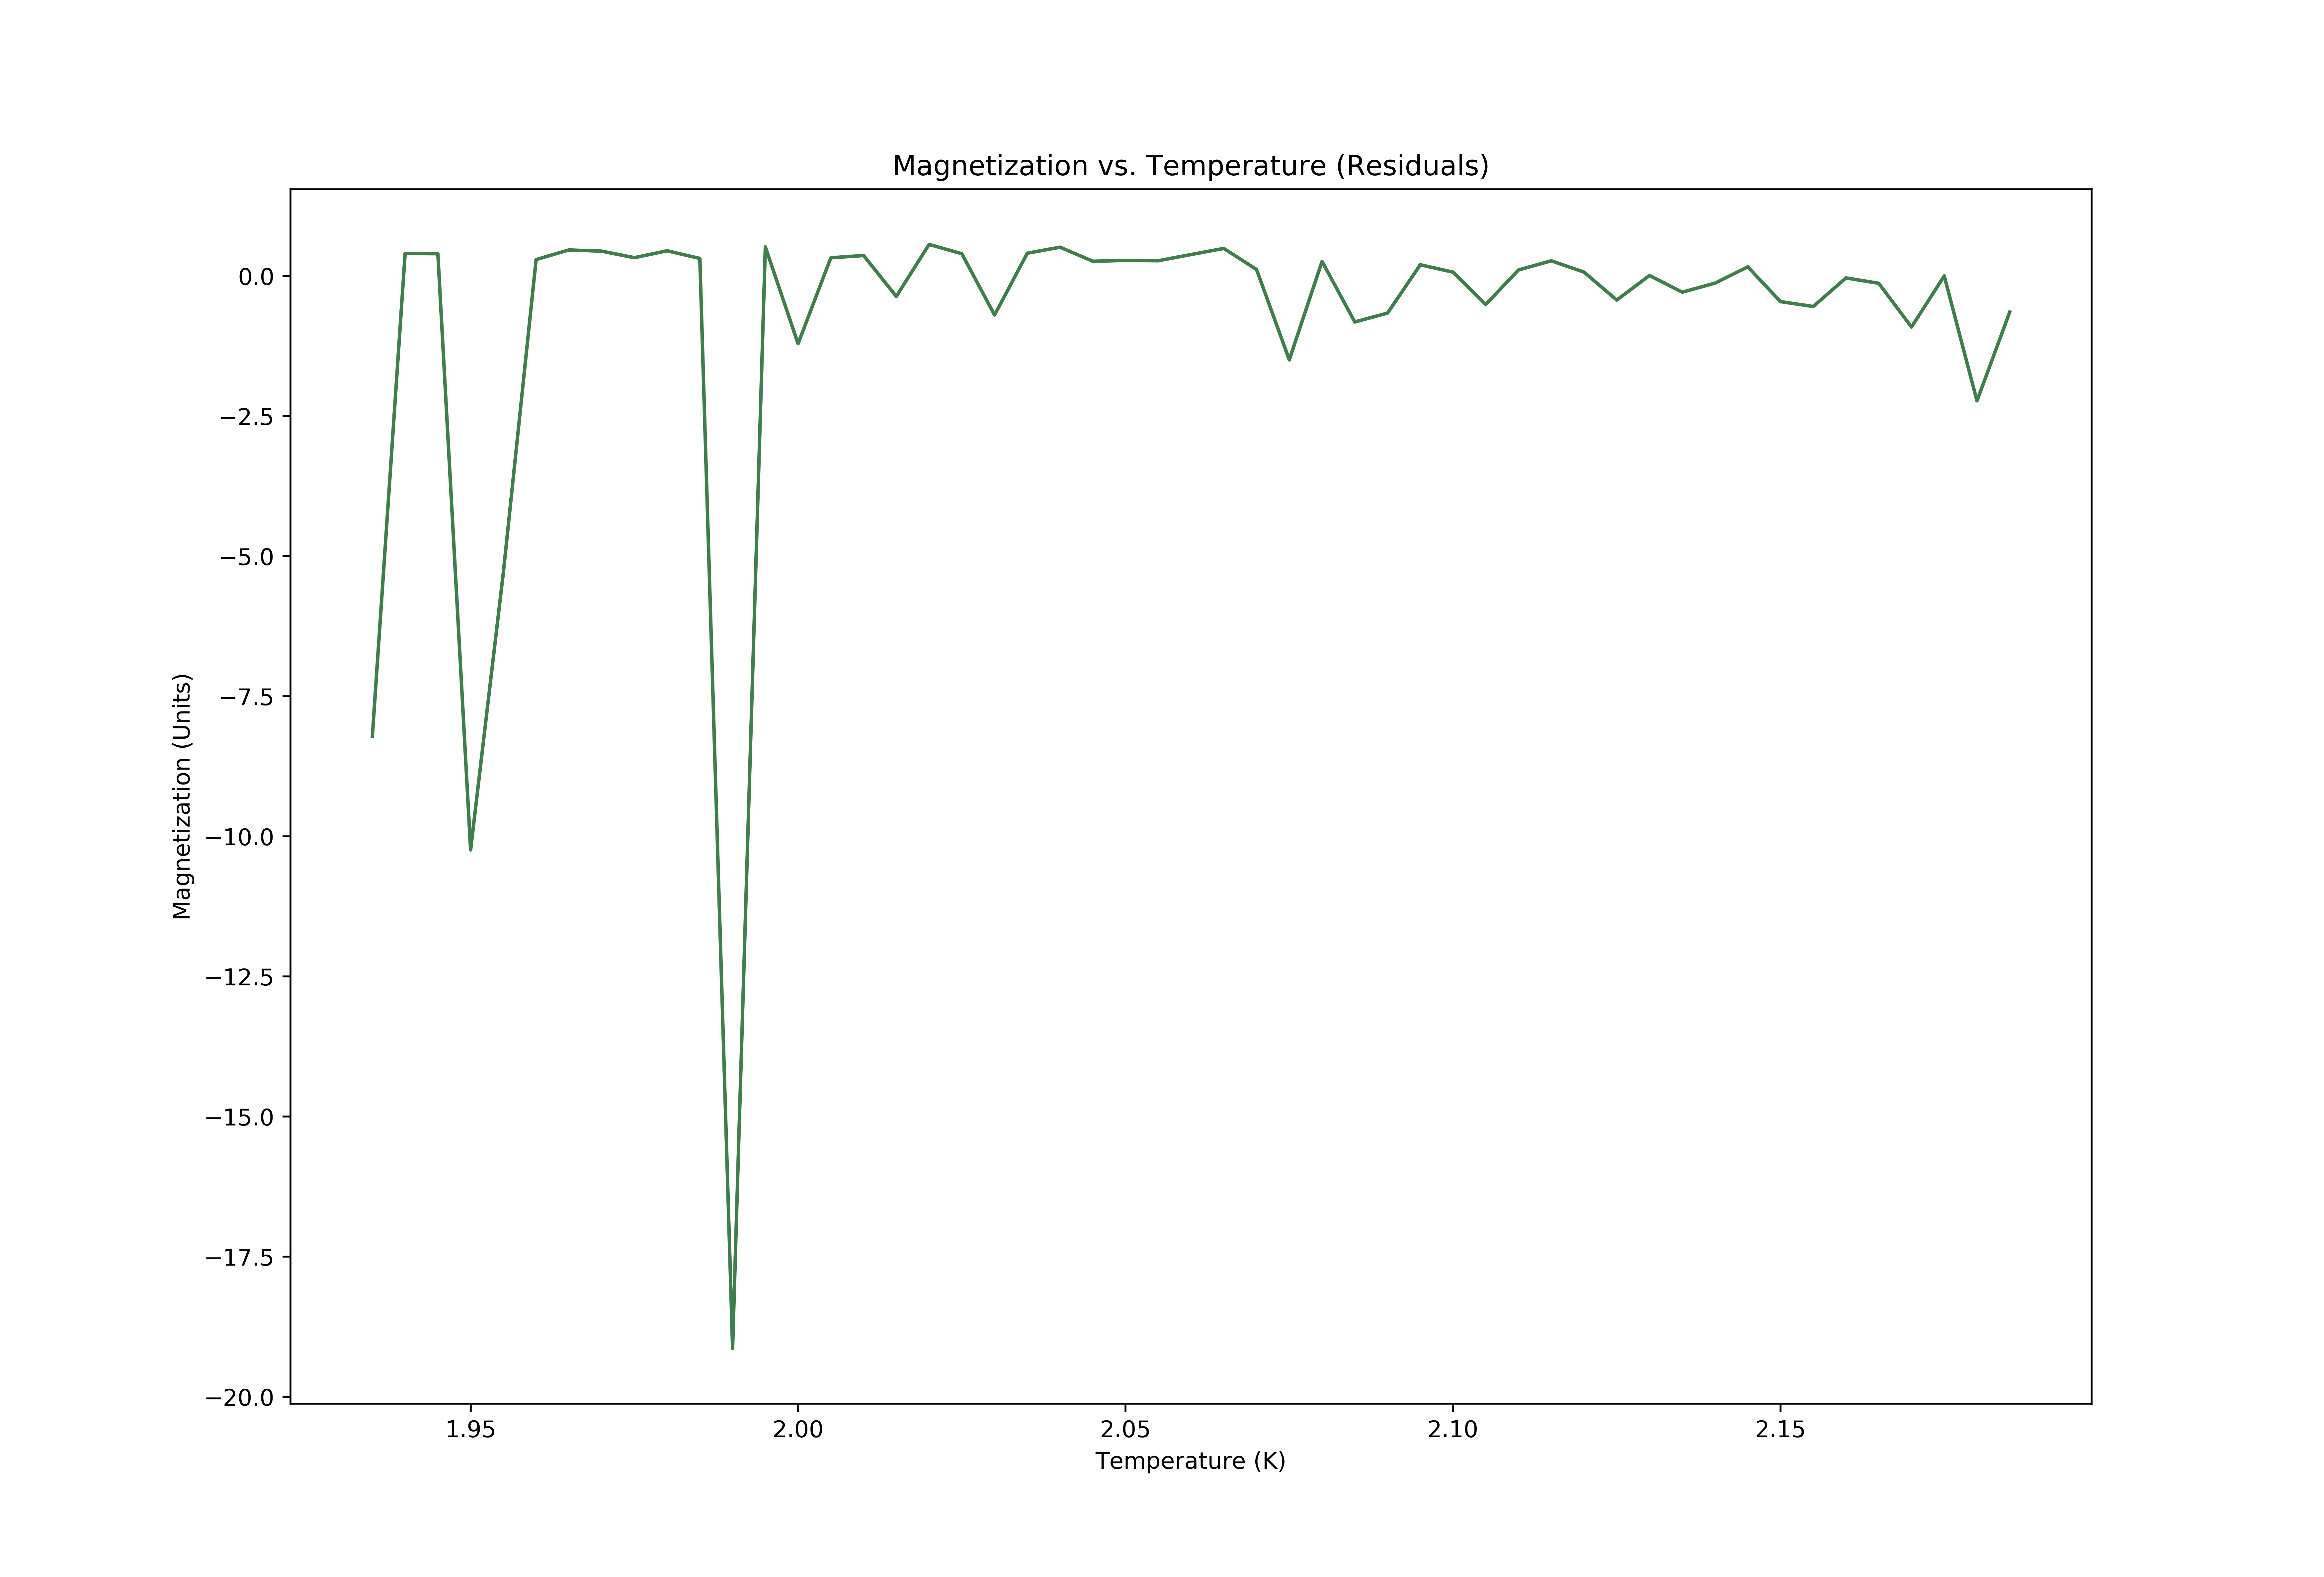 Magnetization vs. Temperature (Residuals)
Magnetization (Units)
0.0
−2.5
−5.0
−7.5
−10.0
−12.5
−15.0
−17.5
−20.0
1.95 2.00 2.05 2.10 2.15
Temperature (K)